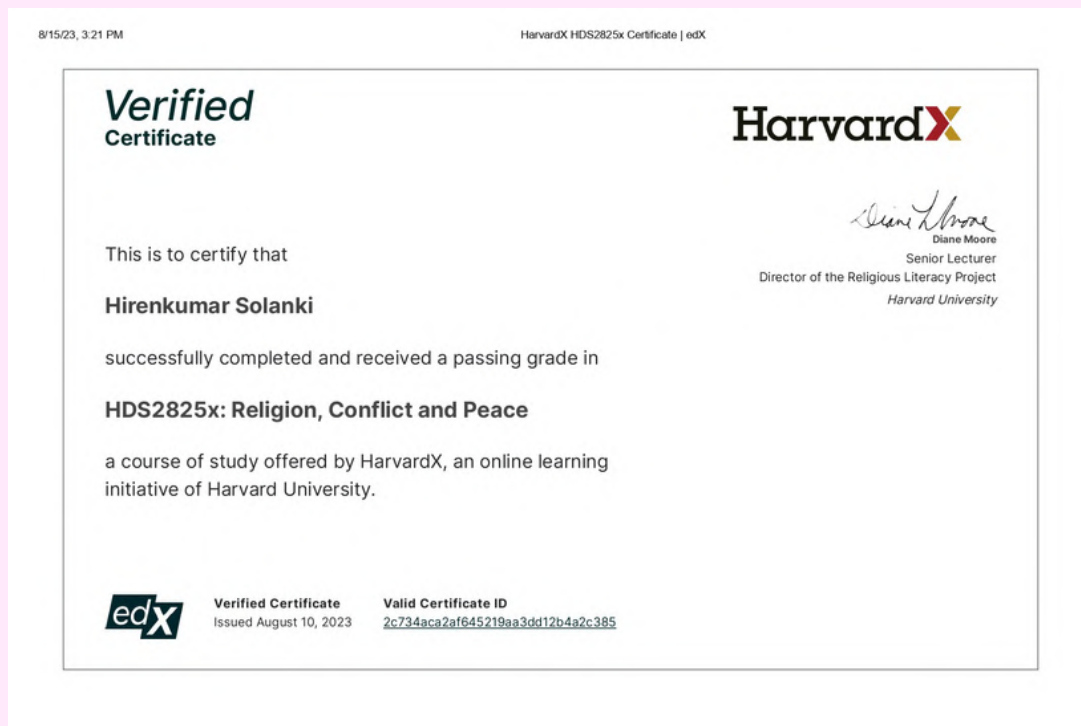 8/15/23, 3:21 PM
HarvardX HDS2825x Certificate | edX
Verified
Certificate
HarvardX
Diane L Moore
Diane Moore
Senior Lecturer
Director of the Religious Literacy Project
Harvard University
This is to certify that
Hirenkumar Solanki
successfully completed and received a passing grade in
HDS2825x: Religion, Conflict and Peace
a course of study offered by HarvardX, an online learning
initiative of Harvard University.
edX
Verified Certificate
Issued August 10, 2023
Valid Certificate ID
2c734aca2af645219aa3dd12b4a2c385